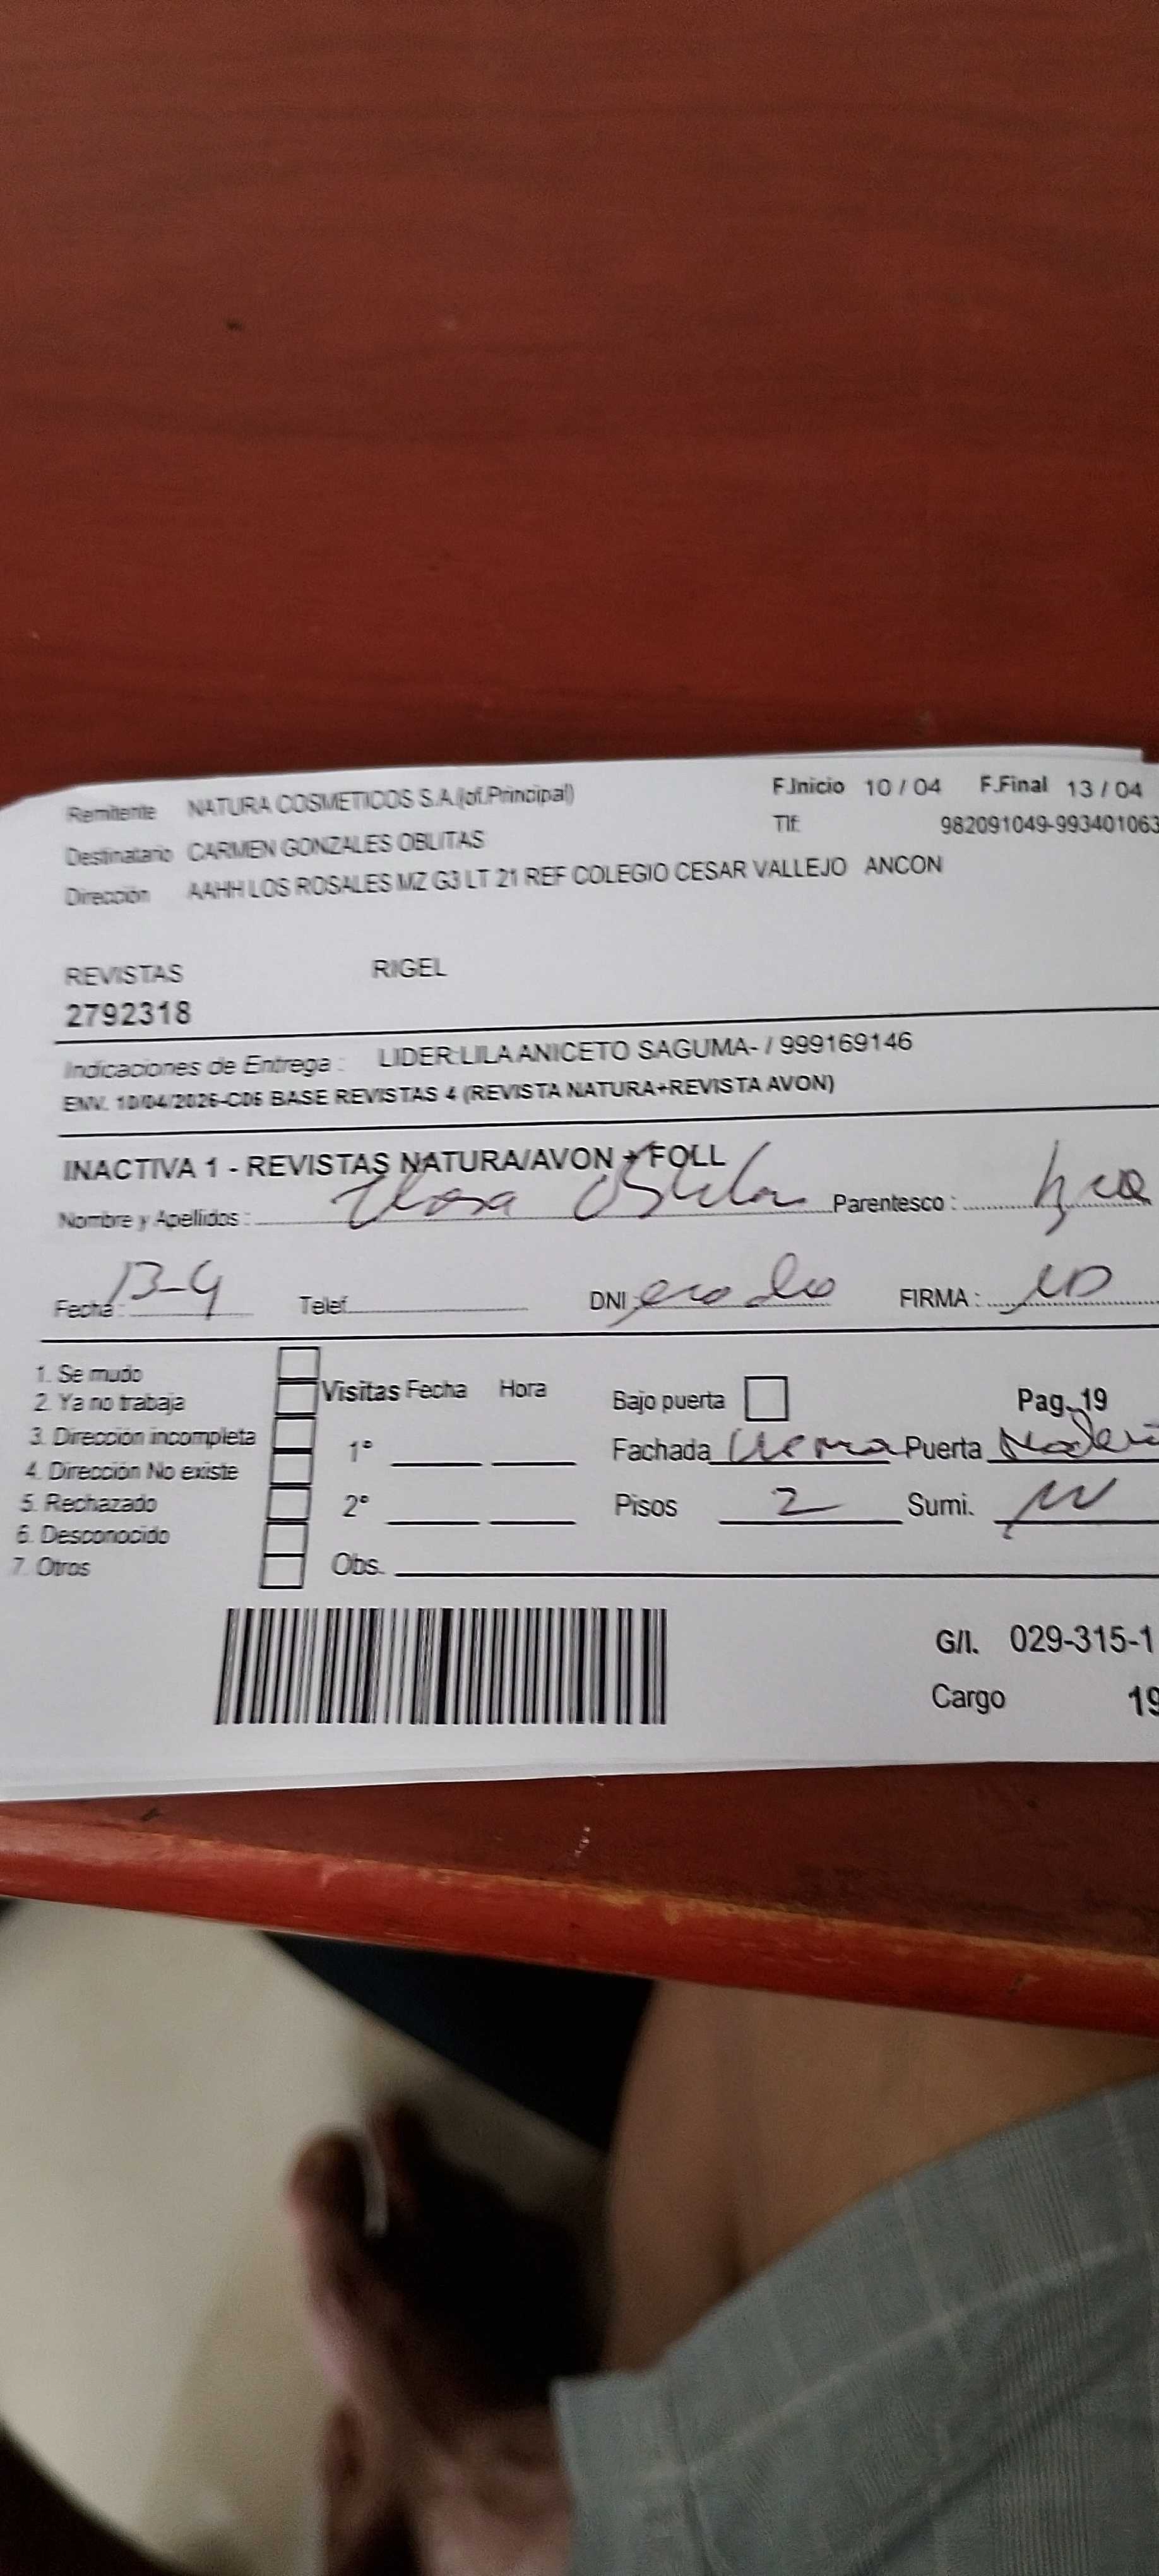 Remitente NATURA COSMETICOS S.A.(of.Principal) F.Inicio 10 / 04 F.Final 13 / 04
Destinatario CARMEN GONZALES OBLITAS Tlf: 982091049-993401063
Dirección AAHH LOS ROSALES MZ G3 LT 21 REF COLEGIO CESAR VALLEJO ANCON
REVISTAS RIGEL
2792318
Indicaciones de Entrega : LIDER:LILA ANICETO SAGUMA- / 999169146
ENV. 10/04/2026-C06 BASE REVISTAS 4 (REVISTA NATURA+REVISTA AVON)
INACTIVA 1 - REVISTAS NATURA/AVON + FOLL
Nombre y Apellidos : Parentesco :
Fecha : 13-4 Telef. DNI FIRMA :
1. Se mudo
2. Ya no trabaja Visitas Fecha Hora Bajo puerta Pag. 19
3. Dirección incompleta 1° Fachada Puerta
4. Dirección No existe
5. Rechazado 2° Pisos 2 Sumi.
6. Desconocido
7. Otros Obs.
G/I. 029-315-1
Cargo 19